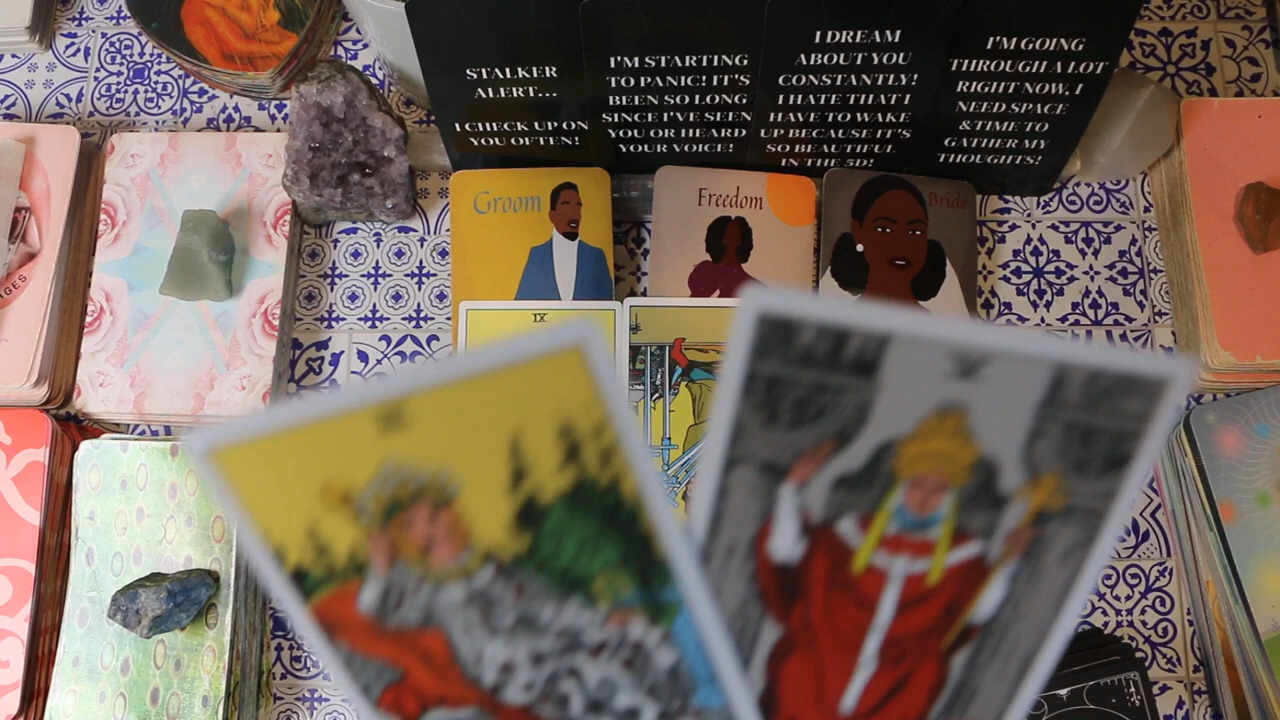 STALKER
ALERT...
I CHECK UP ON
YOU OFTEN!
I'M STARTING
TO PANIC! IT'S
BEEN SO LONG
SINCE I'VE SEEN
YOU OR HEARD
YOUR VOICE!
I DREAM
ABOUT YOU
CONSTANTLY!
I HATE THAT I
HAVE TO WAKE
UP BECAUSE IT'S
SO BEAUTIFUL
IN THE 5D!
I'M GOING
THROUGH A LOT
RIGHT NOW, I
NEED SPACE
&TIME TO
GATHER MY
THOUGHTS!
Groom
Freedom
Bride
IX